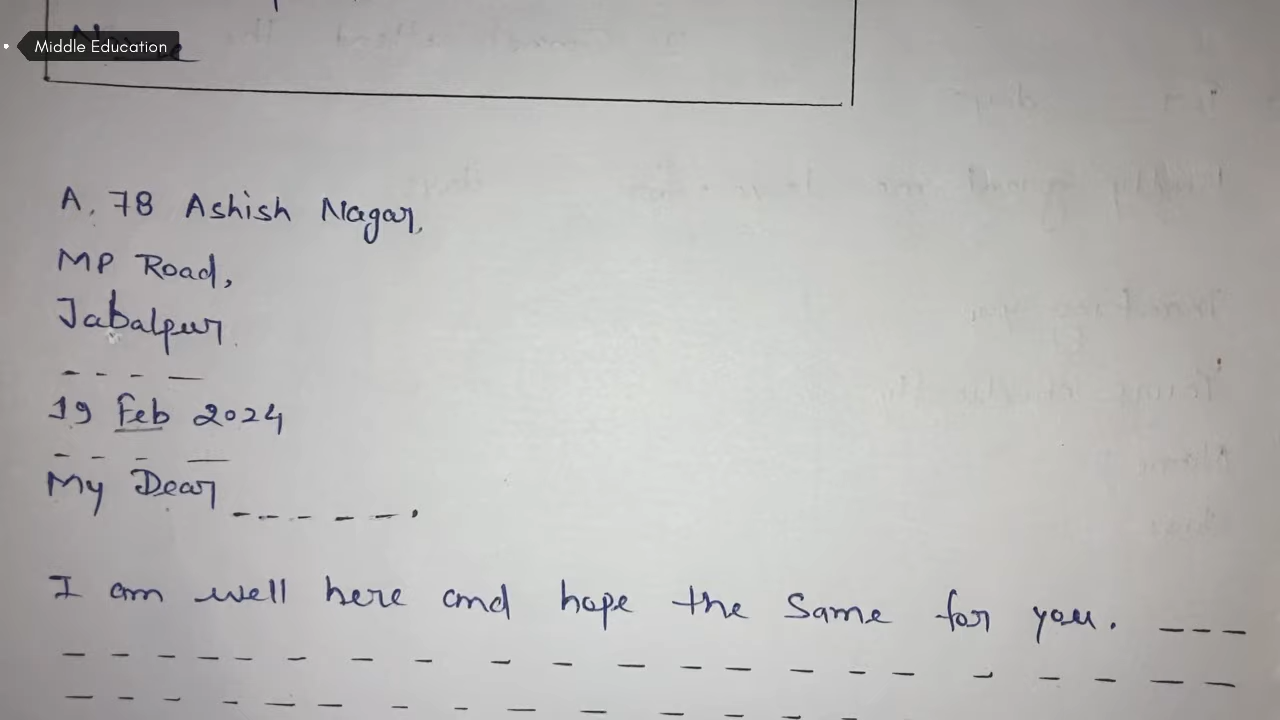 Middle Education
Name
A. 78 Ashish Nagar,
MP Road,
Jabalpur
- - - -
19 Feb 2024
- - - -
My Dear - - - - - .
I am well here and hope the Same for you. - - -